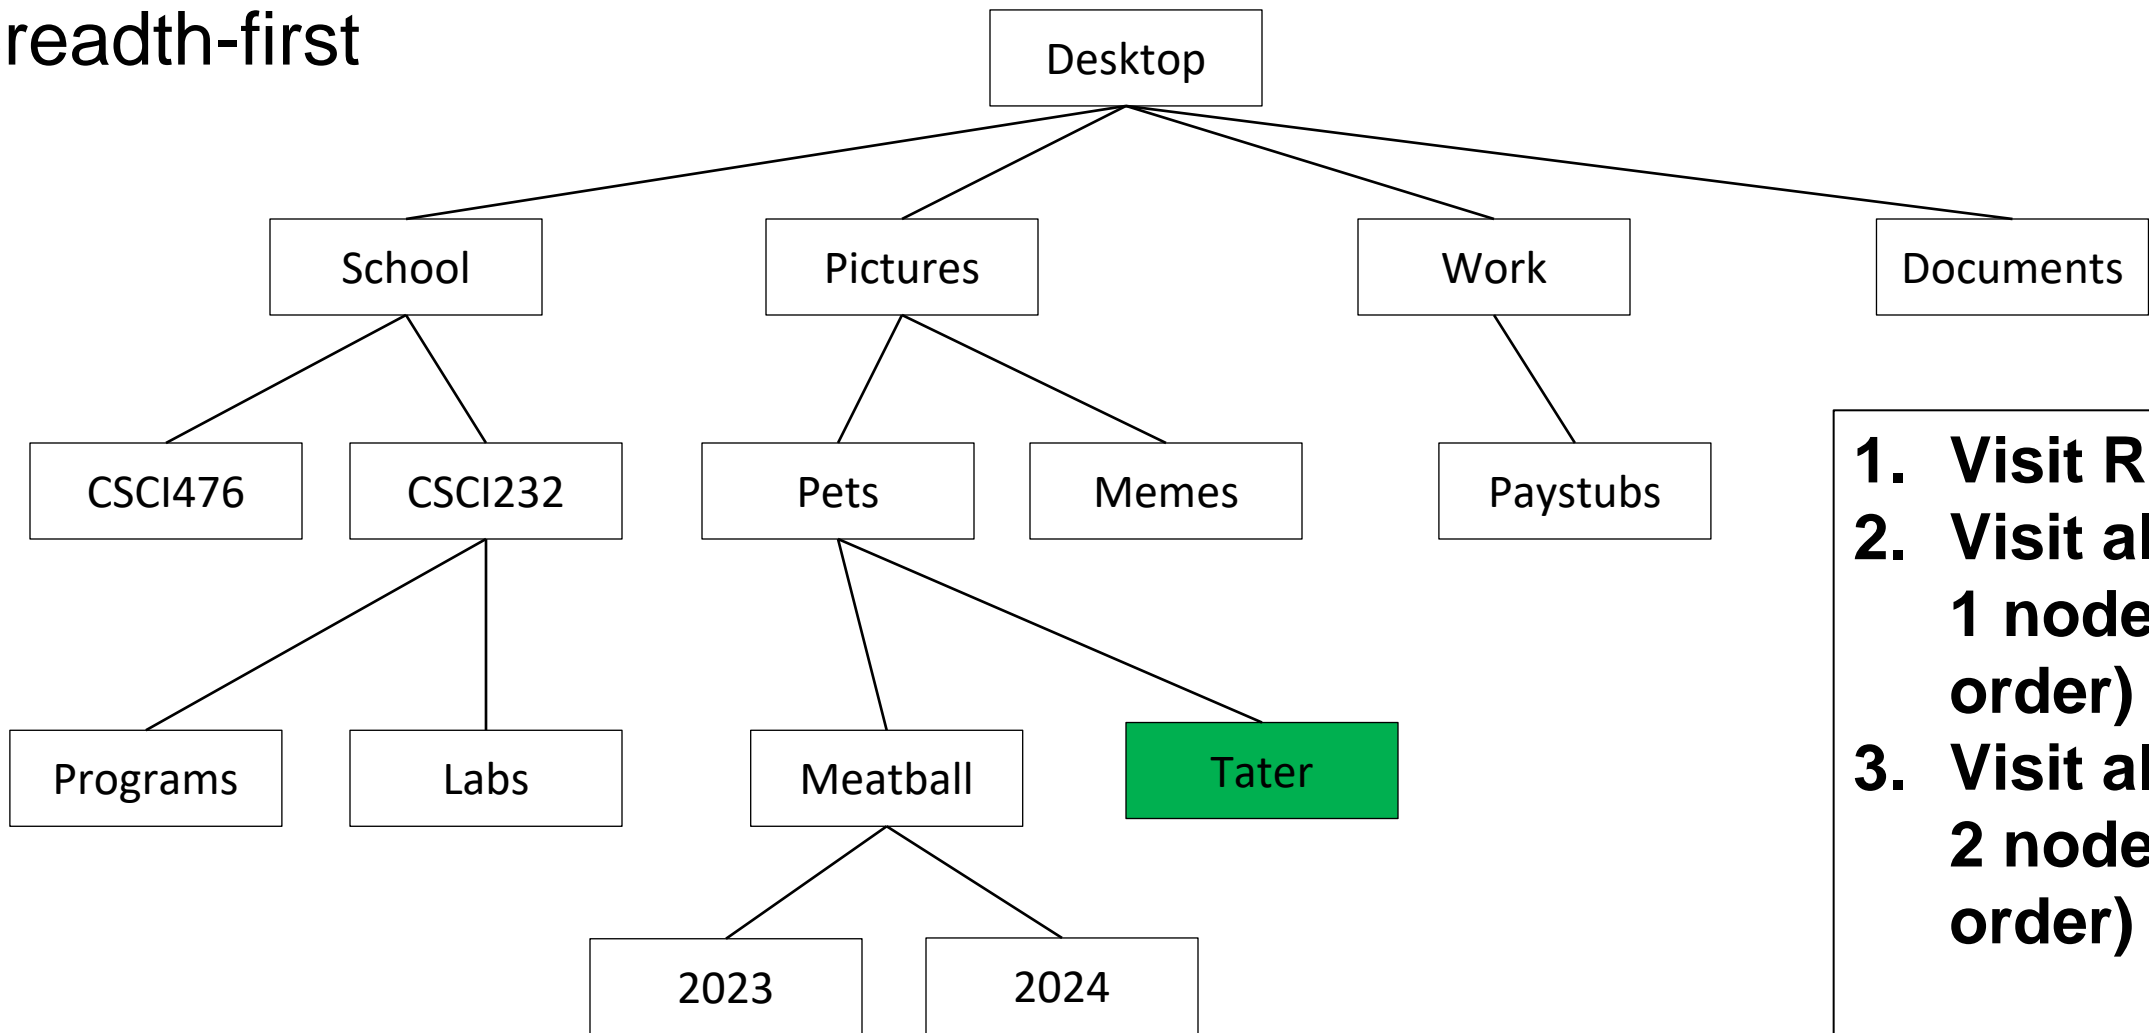 readth-first
Desktop
School Pictures Work Documents
CSCI476 CSCI232 Pets Memes Paystubs
Programs Labs Meatball Tater
2023 2024
1. Visit R
2. Visit al
1 node
order)
3. Visit al
2 node
order)